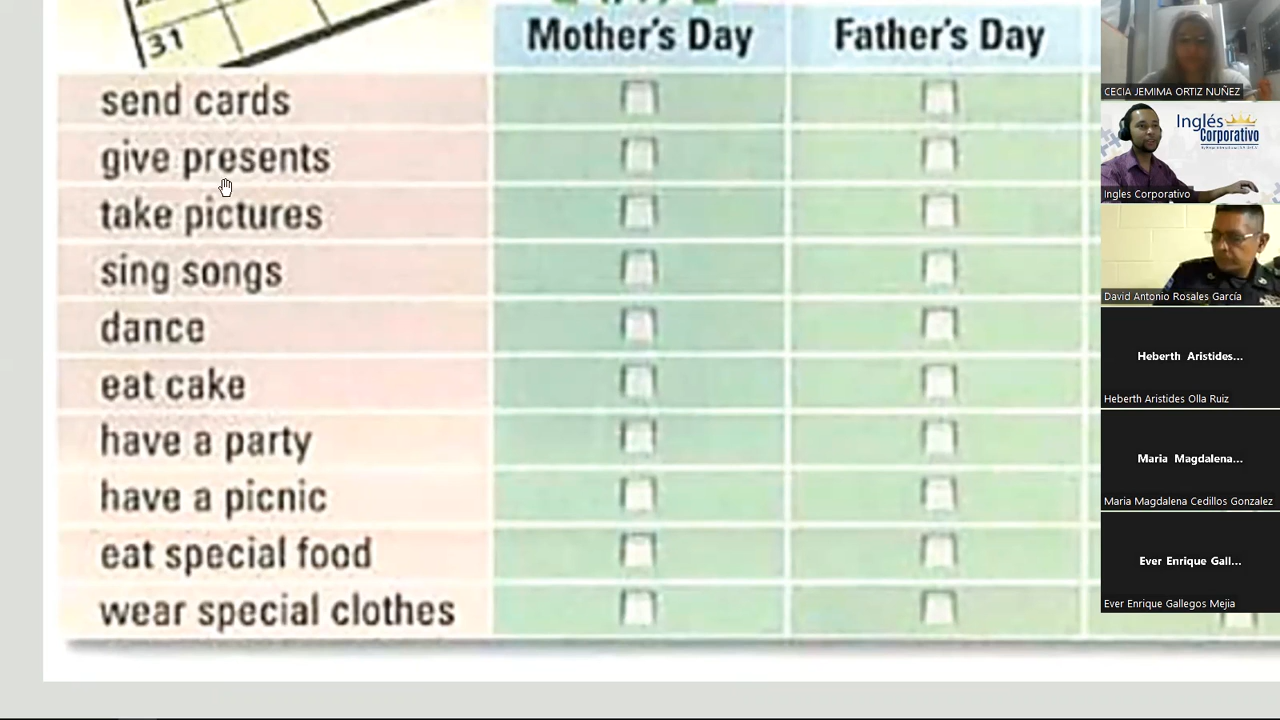 31
Mother's Day
Father's Day
send cards
give presents
take pictures
sing songs
dance
eat cake
have a party
have a picnic
eat special food
wear special clothes
CECIA JEMIMA ORTIZ NUÑEZ
Inglés
Corporativo
Ingles Corporativo
David Antonio Rosales García
Heberth Aristides...
Heberth Aristides Olla Ruiz
Maria Magdalena...
Maria Magdalena Cedillos Gonzalez
Ever Enrique Gall...
Ever Enrique Gallegos Mejia